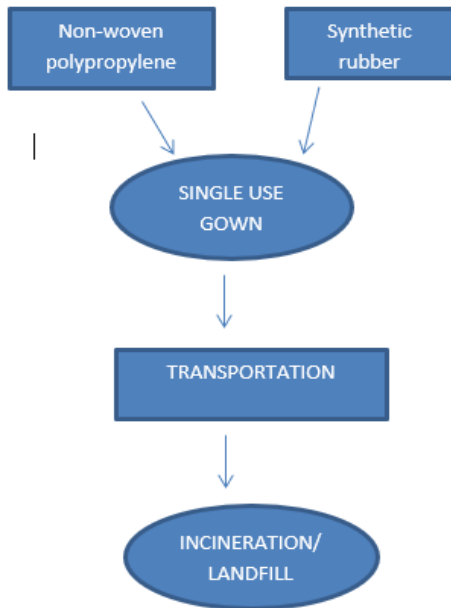 Non-woven
polypropylene
Synthetic
rubber
SINGLE USE
GOWN
TRANSPORTATION
INCINERATION/
LANDFILL